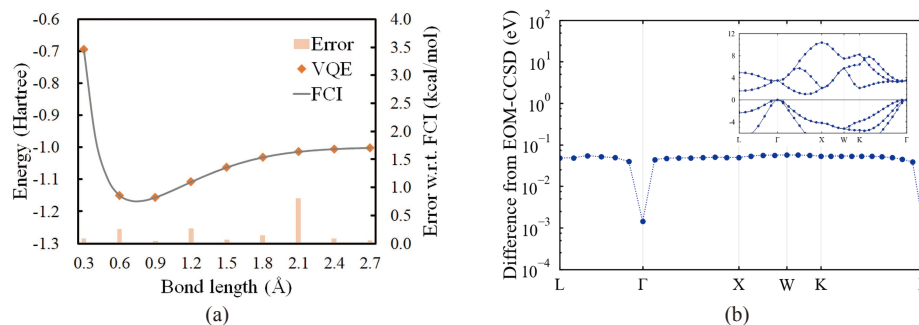 -0.6
-0.7
-0.8
-0.9
-1.0
-1.1
-1.2
-1.3
Energy (Hartree)
0.3 0.6 0.9 1.2 1.5 1.8 2.1 2.4 2.7
Bond length (Å)
Error
VQE
FCI
4.0
3.5
3.0
2.5
2.0
1.5
1.0
0.5
0.0
Error w.r.t. FCI (kcal/mol)
(a)
Difference from EOM-CCSD (eV)
10²
10¹
10⁰
10⁻¹
10⁻²
10⁻³
10⁻⁴
L Γ X W K
12
8
4
0
-4
L Γ X W K Γ
(b)